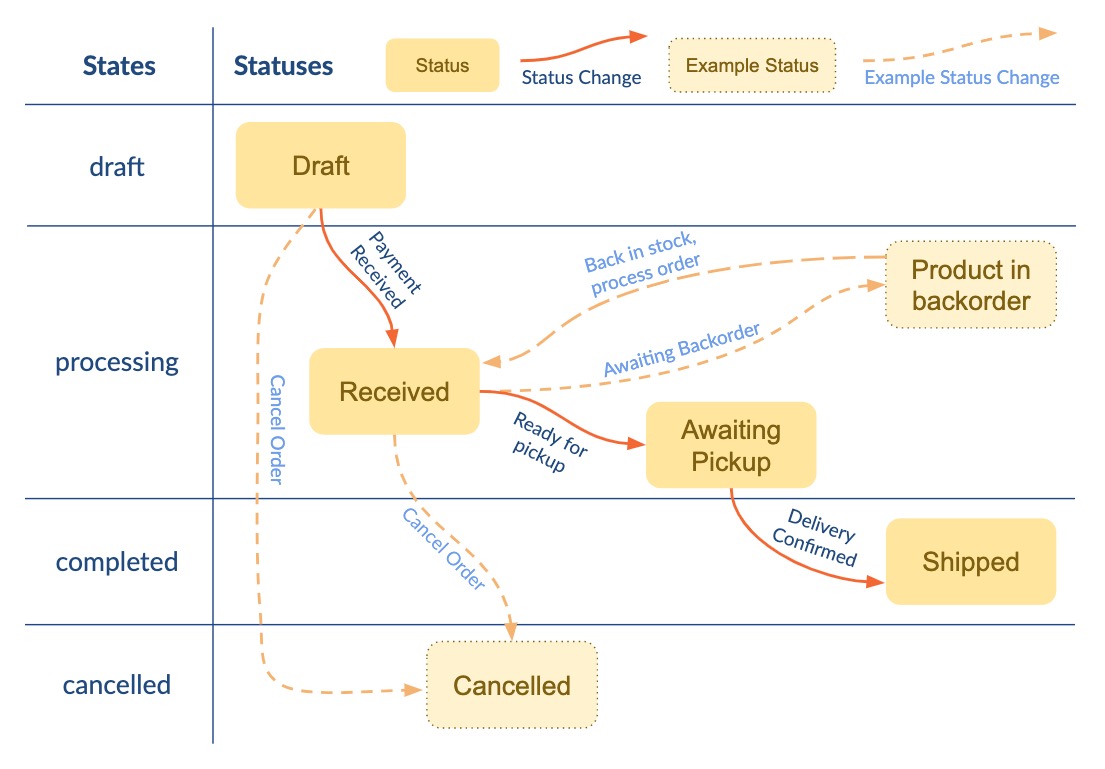 States
Statuses
Status
Status Change
Example Status
Example Status Change
draft
Draft
Payment
Received
Back in stock,
process order
Product in
backorder
processing
Awaiting Backorder
Received
Cancel Order
Ready for
pickup
Awaiting
Pickup
completed
Cancel Order
Delivery
Confirmed
Shipped
cancelled
Cancelled